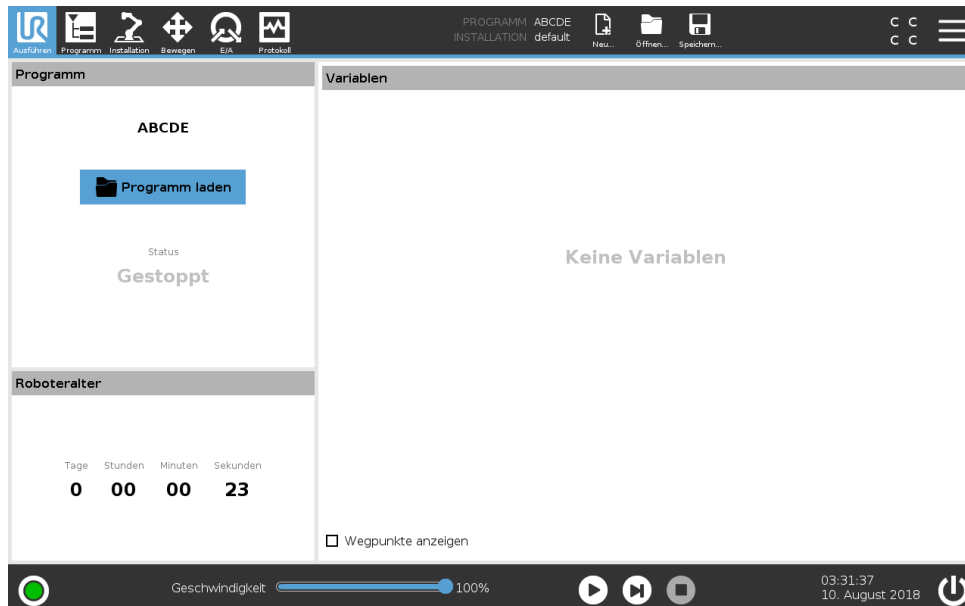 UR
Ausführen
Programm
Installation
Bewegen
E/A
Protokoll
PROGRAMM ABCDE
INSTALLATION default
Neu...
Öffnen...
Speichern...
C C
C C
Programm
ABCDE
Programm laden
Status
Gestoppt
Variablen
Keine Variablen
Wegpunkte anzeigen
Roboteralter
Tage Stunden Minuten Sekunden
0 00 00 23
Geschwindigkeit 100%
03:31:37
10. August 2018